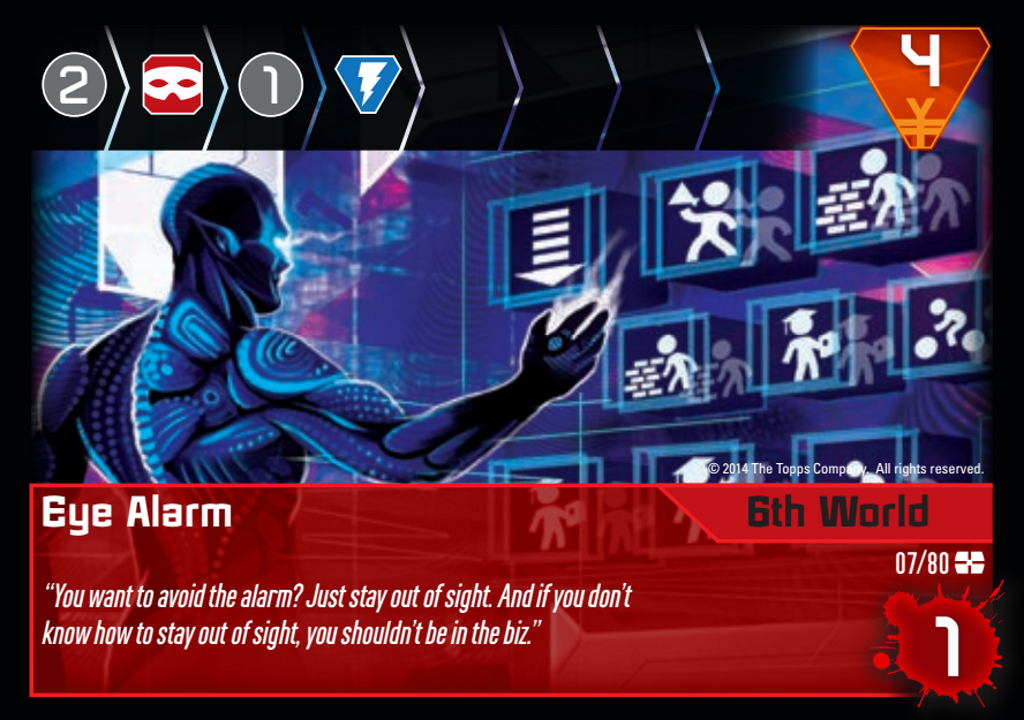 2 1 4
¥
© 2014 The Topps Company. All rights reserved.
Eye Alarm 6th World
07/80
“You want to avoid the alarm? Just stay out of sight. And if you don’t
know how to stay out of sight, you shouldn’t be in the biz.”
1